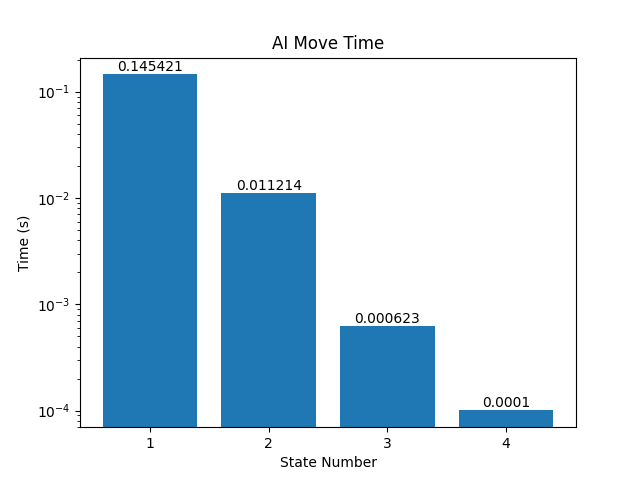 AI Move Time
0.145421
0.011214
0.000623
0.0001
10⁻¹
10⁻²
10⁻³
10⁻⁴
Time (s)
1 2 3 4
State Number